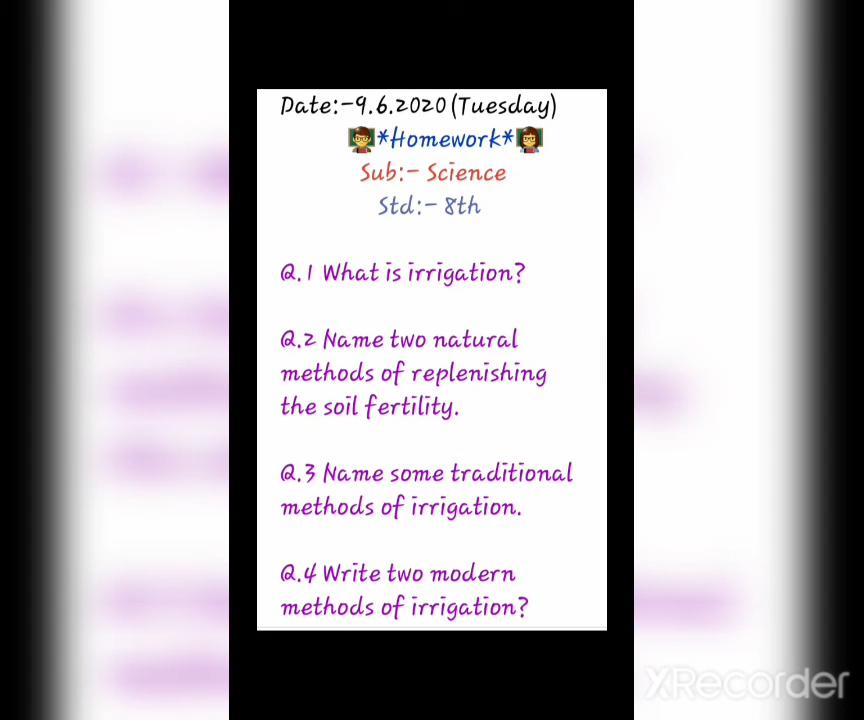 Date:-9.6.2020(Tuesday)
*Homework*
Sub:- Science
Std:- 8th
Q.1 What is irrigation?
Q.2 Name two natural
methods of replenishing
the soil fertility.
Q.3 Name some traditional
methods of irrigation.
Q.4 Write two modern
methods of irrigation?
XRecorder